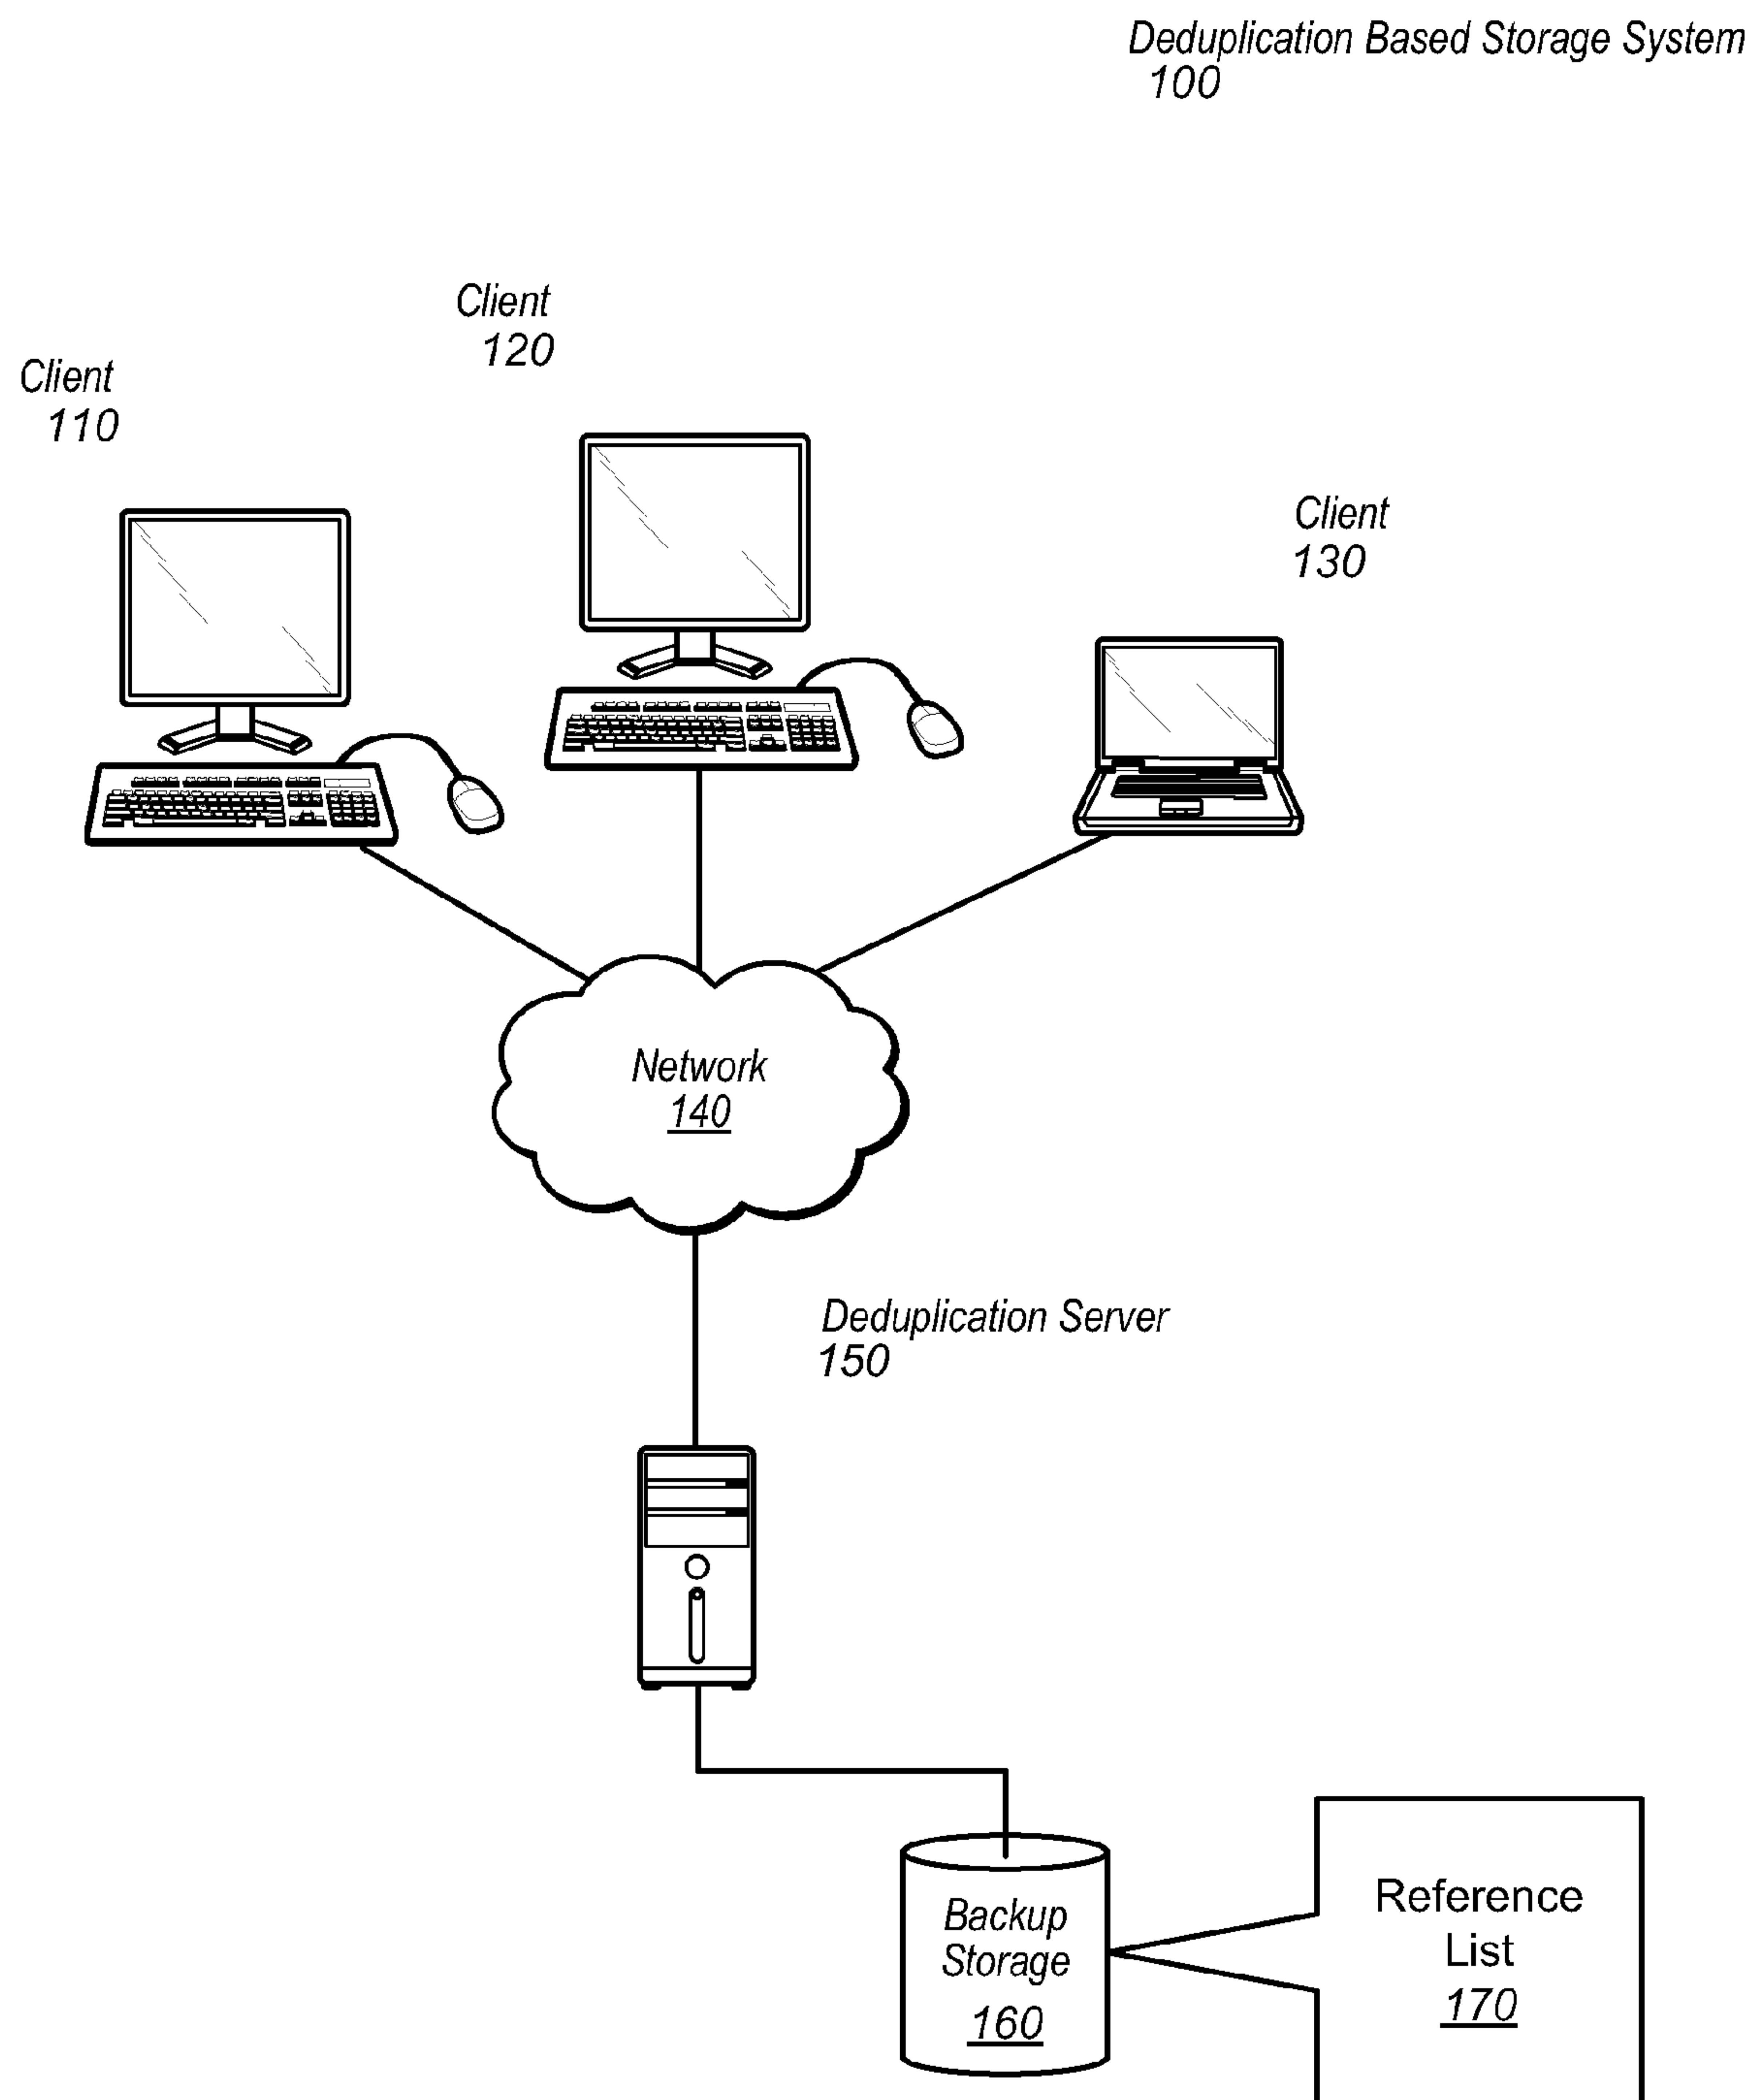 Deduplication Based Storage System
100
Client
120
Client
110
Client
130
Network
140
Deduplication Server
150
Backup
Storage
160
Reference
List
170